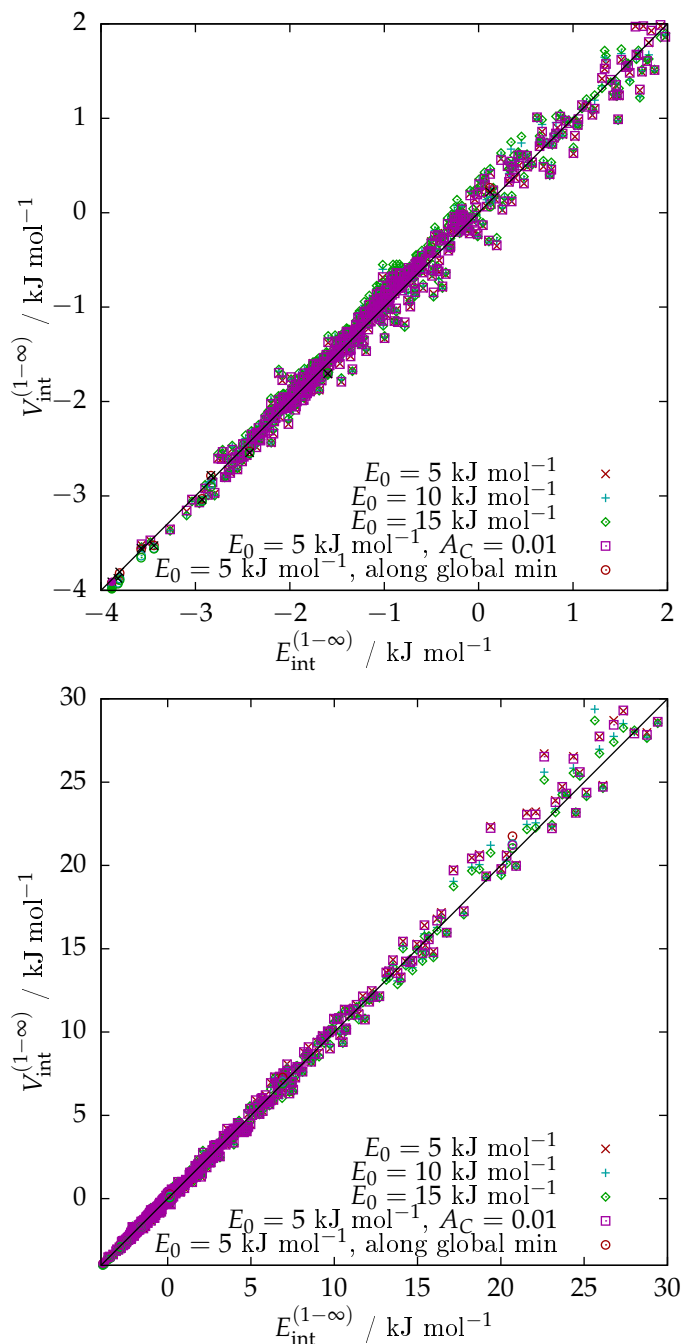 2
1
0
−1
−2
−3
−4
V_int^(1−∞) / kJ mol^−1
E_0 = 5 kJ mol^−1
E_0 = 10 kJ mol^−1
E_0 = 15 kJ mol^−1
E_0 = 5 kJ mol^−1, A_C = 0.01
E_0 = 5 kJ mol^−1, along global min
−4 −3 −2 −1 0 1 2
E_int^(1−∞) / kJ mol^−1
30
25
20
15
10
5
0
V_int^(1−∞) / kJ mol^−1
E_0 = 5 kJ mol^−1
E_0 = 10 kJ mol^−1
E_0 = 15 kJ mol^−1
E_0 = 5 kJ mol^−1, A_C = 0.01
E_0 = 5 kJ mol^−1, along global min
0 5 10 15 20 25 30
E_int^(1−∞) / kJ mol^−1